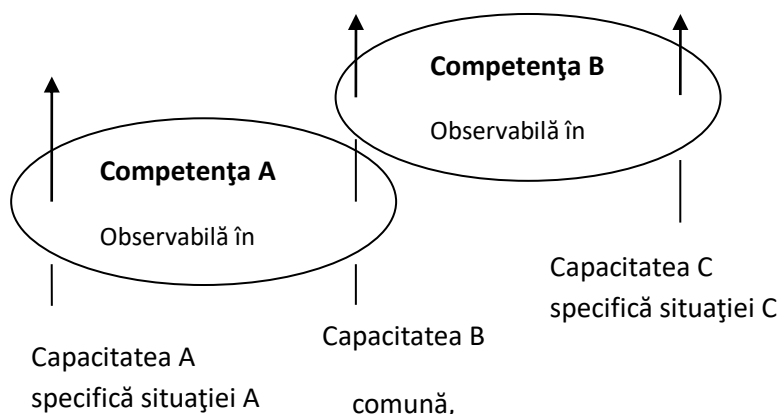 Competenţa B
Observabilă în
Competenţa A
Observabilă în
Capacitatea C
specifică situaţiei C
Capacitatea B
Capacitatea A
specifică situaţiei A
comună,